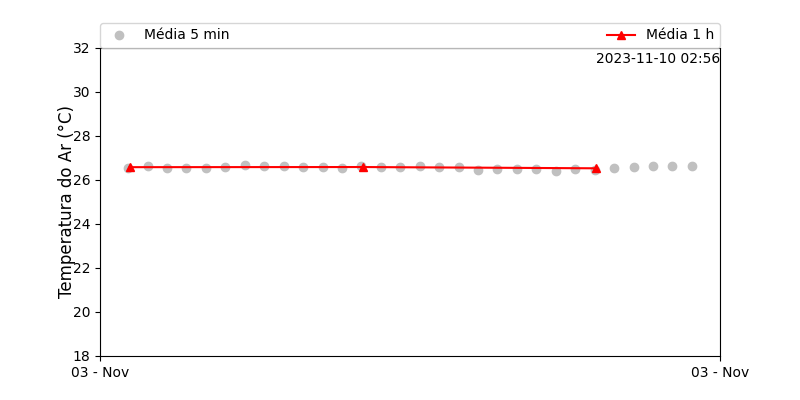 Média 5 min
Média 1 h
2023-11-10 02:56
Temperatura do Ar (°C)
32
30
28
26
24
22
20
18
03 - Nov
03 - Nov